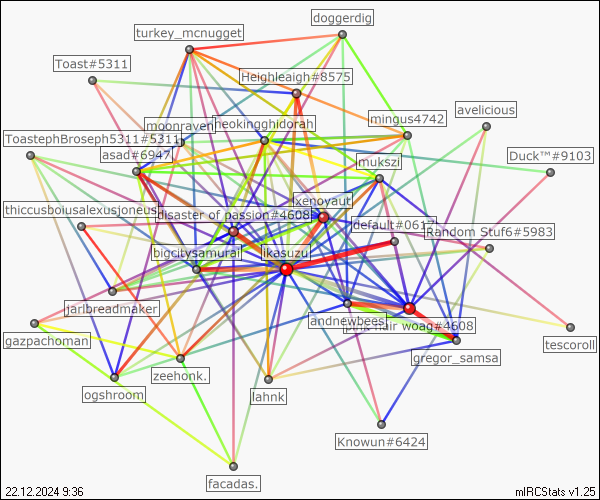 doggerdig
turkey_mcnugget
Toast#5311
Heighleaigh#8575
avelicious
mingus4742
moonraven
heokingghidorah
ToastephBroseph5311#5311
asad#6947
mukszi
Duck™#9103
xenoyaut
thiccusboiusalexusjoneus
disaster of passion#4608
default#0617
Random Stuf6#5983
bigcitysamurai
ikasuzu
jarlbreadmaker
andnewbees
hair woag#4608
gazpachoman
tescoroll
gregor_samsa
zeehonk.
ogshroom
lahnk
Knowun#6424
facadas.
22.12.2024 9:36
mIRCStats v1.25